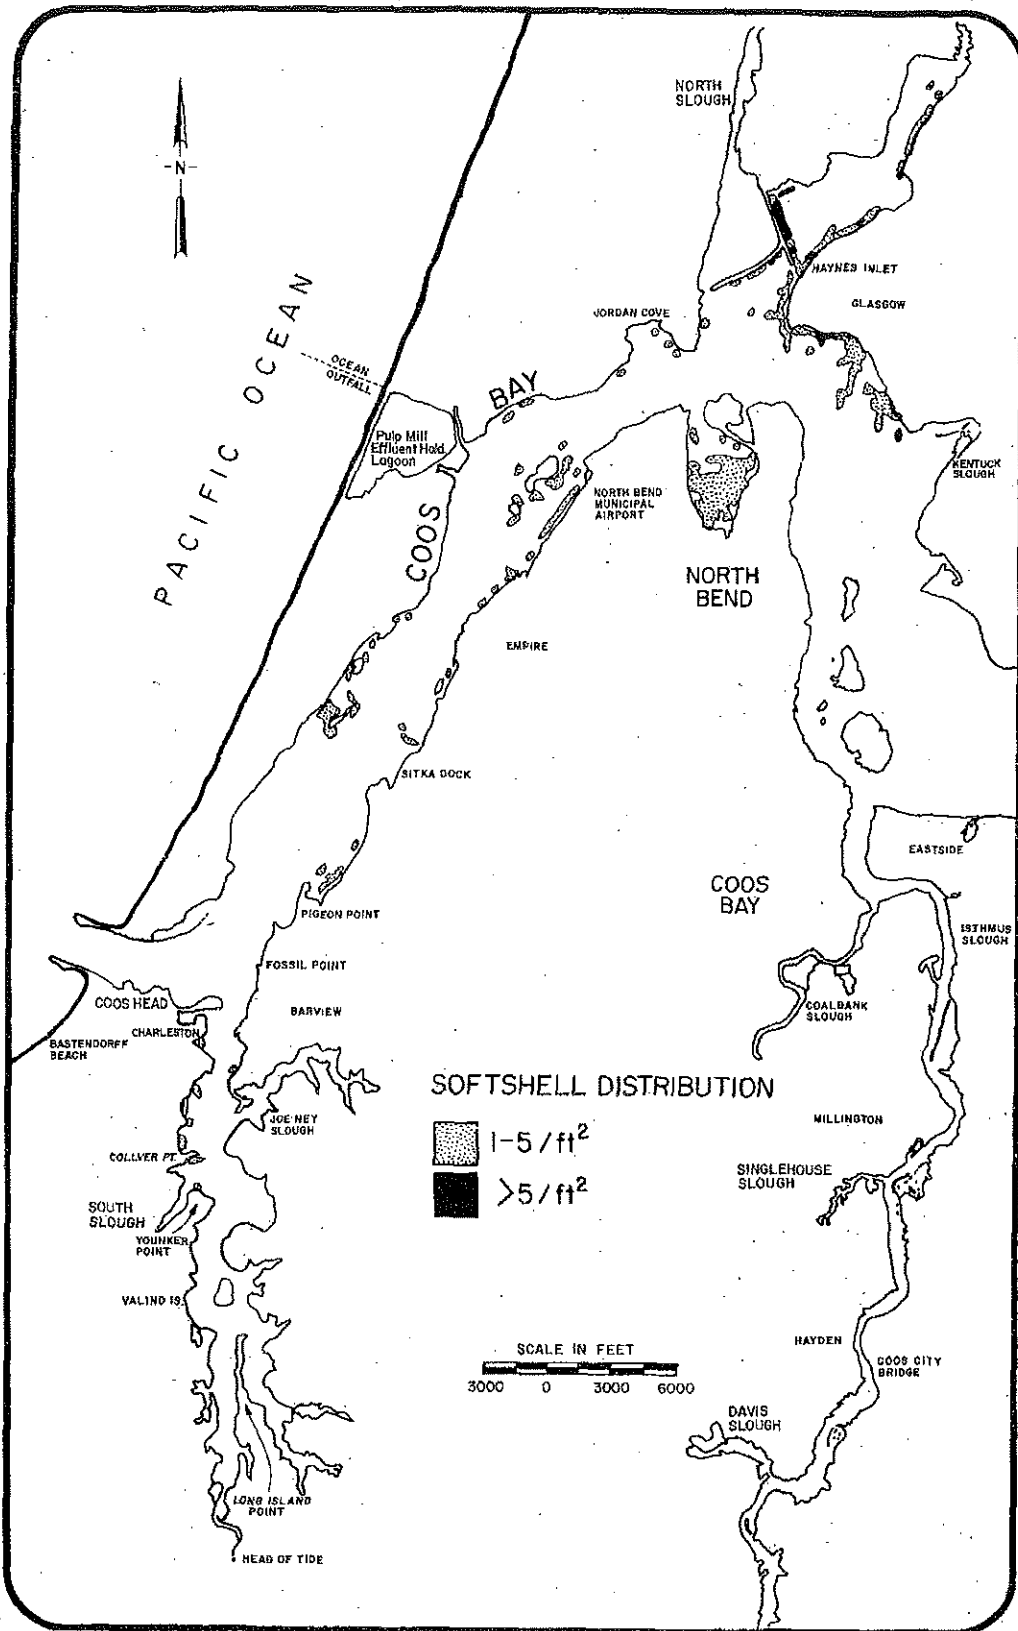 NORTH
SLOUGH
-N-
HAYNES INLET
GLASGOW
JORDAN COVE
PACIFIC OCEAN
OCEAN
OUTFALL
BAY
Pulp Mill
Effluent Hold.
Lagoon
KENTUCK
SLOUGH
NORTH BEND
MUNICIPAL
AIRPORT
COOS
NORTH
BEND
EMPIRE
SITKA DOCK
EASTSIDE
COOS
BAY
PIGEON POINT
ISTHMUS
SLOUGH
FOSSIL POINT
COOS HEAD
BARVIEW
COALBANK
SLOUGH
CHARLESTON
BASTENDORFF
BEACH
SOFTSHELL DISTRIBUTION
JOE NEY
SLOUGH
MILLINGTON
1-5/ft²
COLLVER PT.
SINGLEHOUSE
SLOUGH
>5/ft²
SOUTH
SLOUGH
YOUNKER
POINT
VALINO IS.
HAYDEN
SCALE IN FEET
COOS CITY
BRIDGE
3000 0 3000 6000
DAVIS
SLOUGH
LONG ISLAND
POINT
HEAD OF TIDE